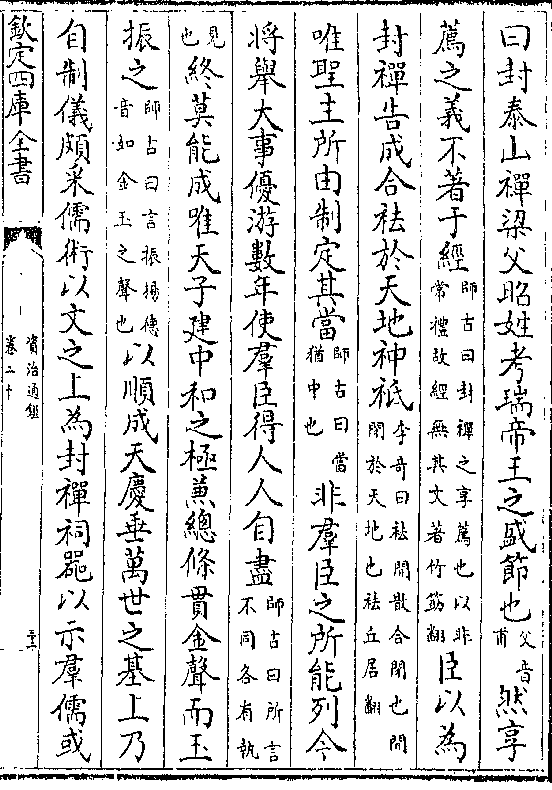 曰封泰山禪梁父昭姓考瑞帝王之盛節也父音甫然享
薦之義不著于經師古曰封禪之享薦也以非常禮故經無其文著竹筯翻臣以為
封禪告成合祛於天地神祇李奇曰祛開散合閉也開閉於天地也祛丘居翻
唯聖主所由制定其當師古曰當猶中也非羣臣之所能列今
將舉大事優游數年使羣臣得人人自盡師古曰所言不同各有執
見也終莫能成唯天子建中和之極兼總條貫金聲而玉
振之師古曰言振揚德音如金玉之聲也以順成天慶垂萬世之基上乃
自制儀頗采儒術以文之上為封禪祠器以示羣儒或
欽定四庫全書
資治通鑑
卷二十